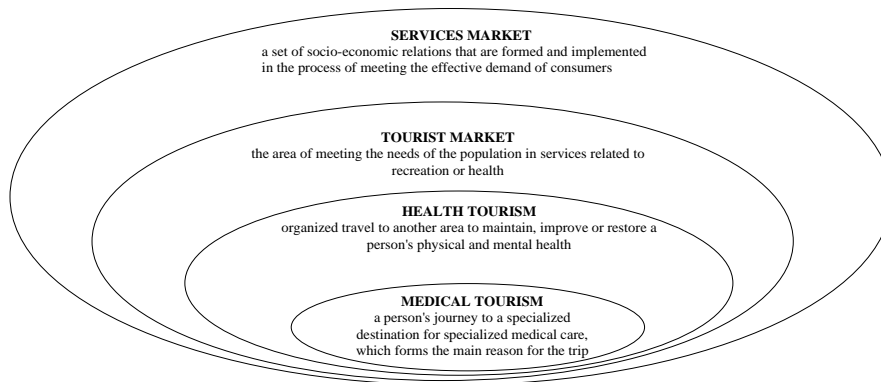 SERVICES MARKET
a set of socio-economic relations that are formed and implemented
in the process of meeting the effective demand of consumers
TOURIST MARKET
the area of meeting the needs of the population in services related to
recreation or health
HEALTH TOURISM
organized travel to another area to maintain, improve or restore a
person's physical and mental health
MEDICAL TOURISM
a person's journey to a specialized
destination for specialized medical care,
which forms the main reason for the trip